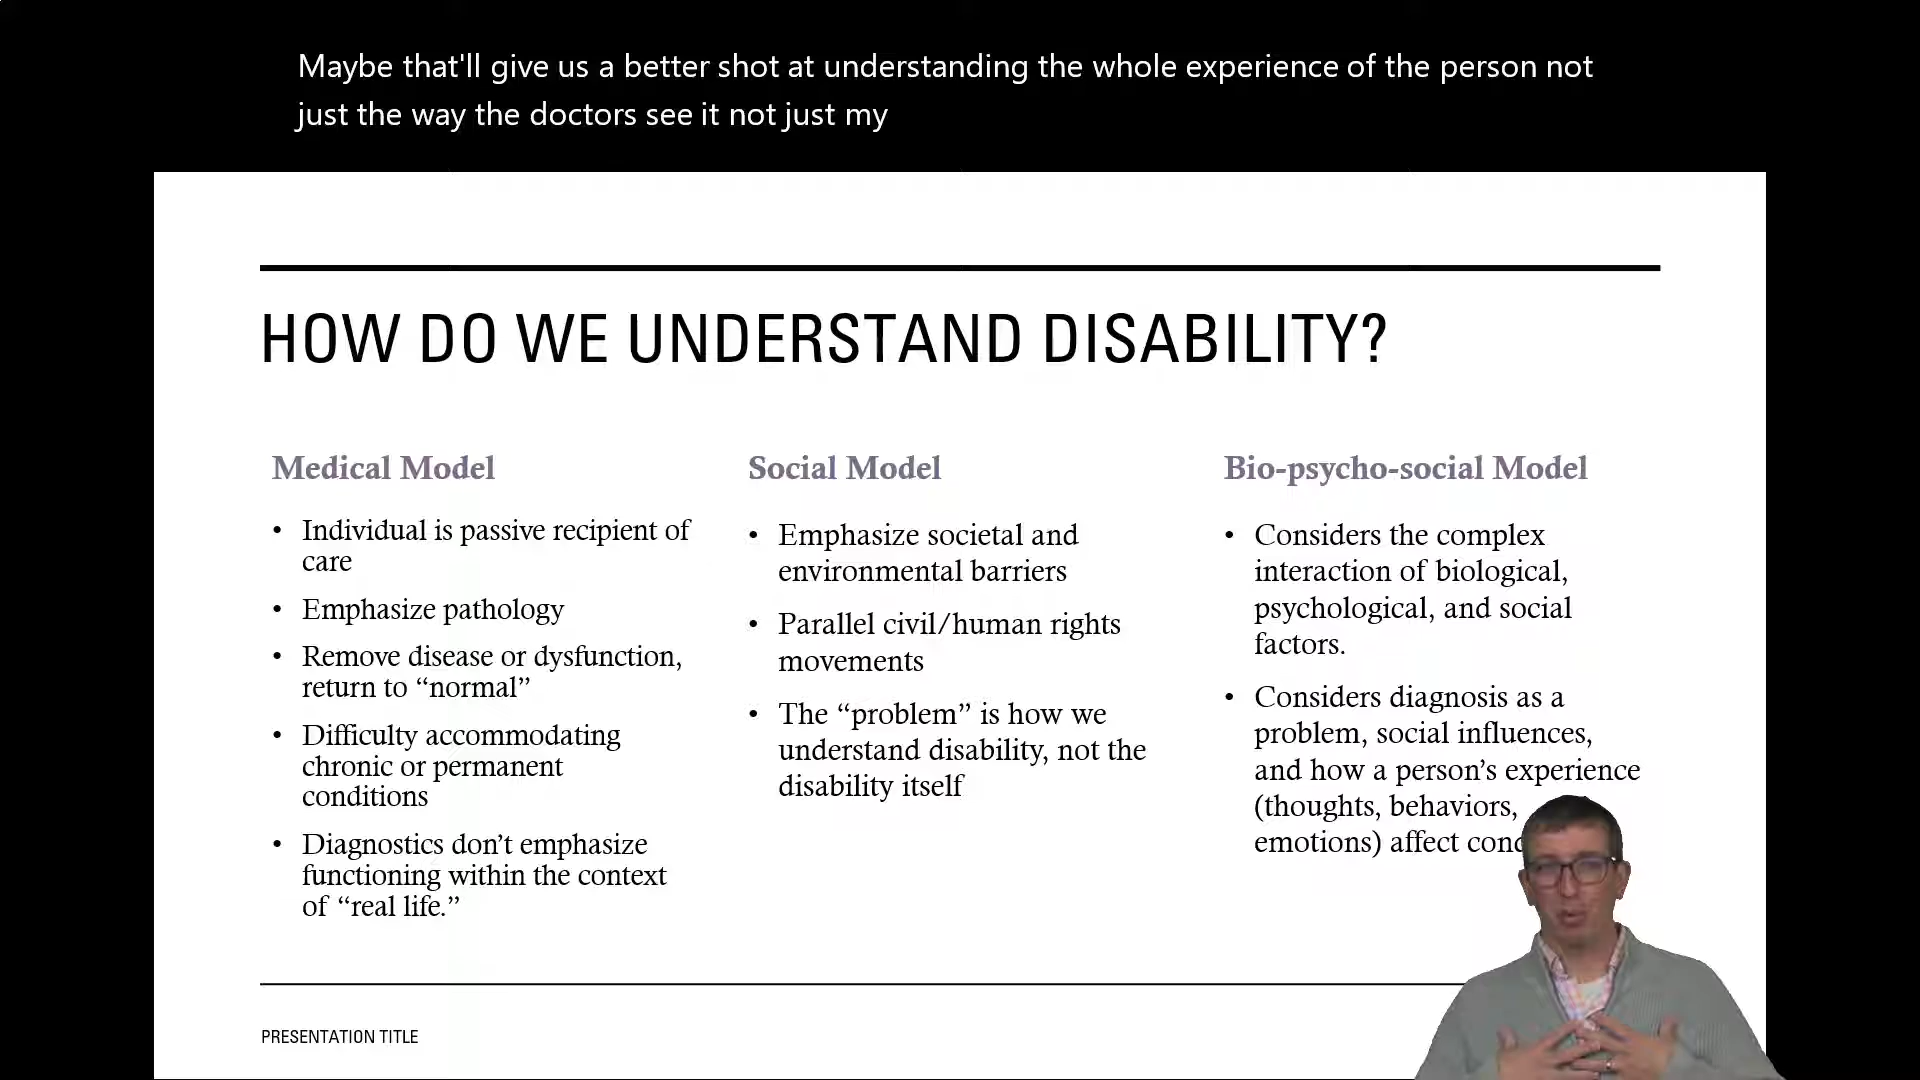 Maybe that'll give us a better shot at understanding the whole experience of the person not
just the way the doctors see it not just my
HOW DO WE UNDERSTAND DISABILITY?
Medical Model
• Individual is passive recipient of
care
• Emphasize pathology
• Remove disease or dysfunction,
return to “normal”
• Difficulty accommodating
chronic or permanent
conditions
• Diagnostics don’t emphasize
functioning within the context
of “real life.”
Social Model
• Emphasize societal and
environmental barriers
• Parallel civil/human rights
movements
• The “problem” is how we
understand disability, not the
disability itself
Bio-psycho-social Model
• Considers the complex
interaction of biological,
psychological, and social
factors.
• Considers diagnosis as a
problem, social influences,
and how a person’s experience
(thoughts, behaviors,
emotions) affect
PRESENTATION TITLE